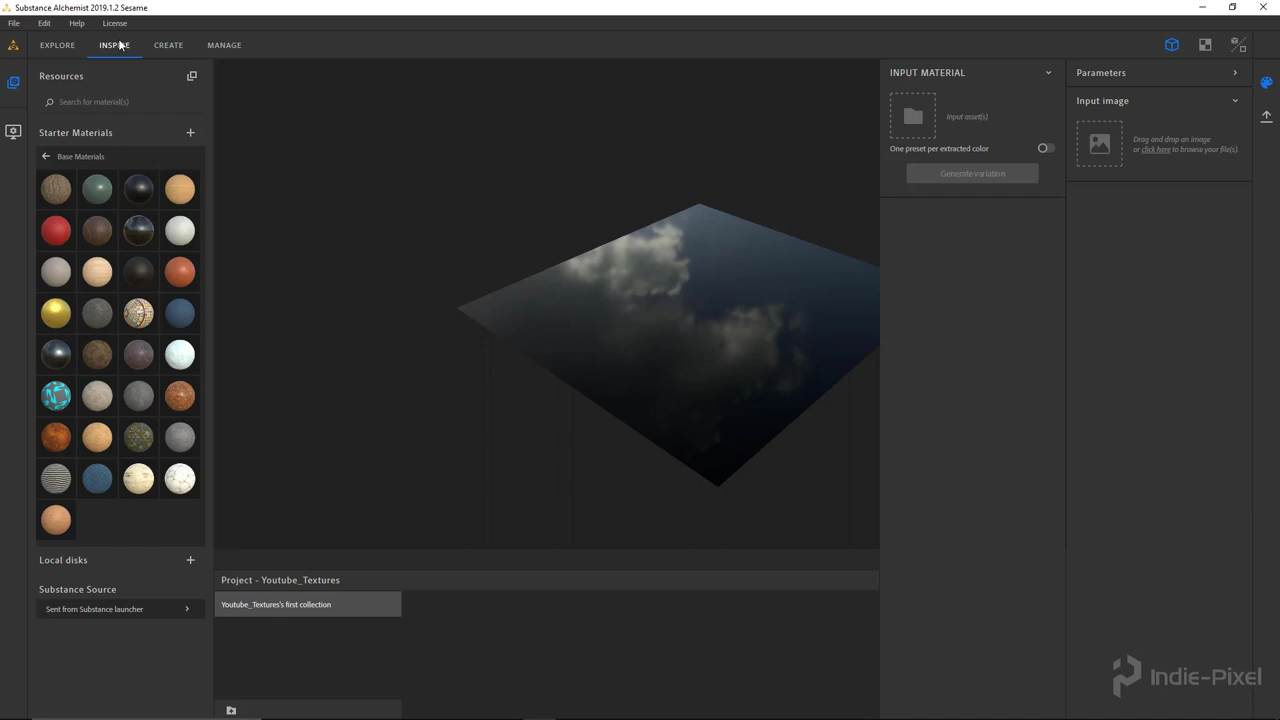 Substance Alchemist 2019.1.2 Sesame
File Edit Help License
EXPLORE INSPIRE CREATE MANAGE
Resources
Search for material(s)
Starter Materials
Base Materials
Local disks
Substance Source
Sent from Substance launcher
Project - Youtube_Textures
Youtube_Textures's first collection
INPUT MATERIAL
Input asset(s)
One preset per extracted color
Generate variation
Parameters
Input image
Drag and drop an image
or click here to browse your file(s)
Indie-Pixel